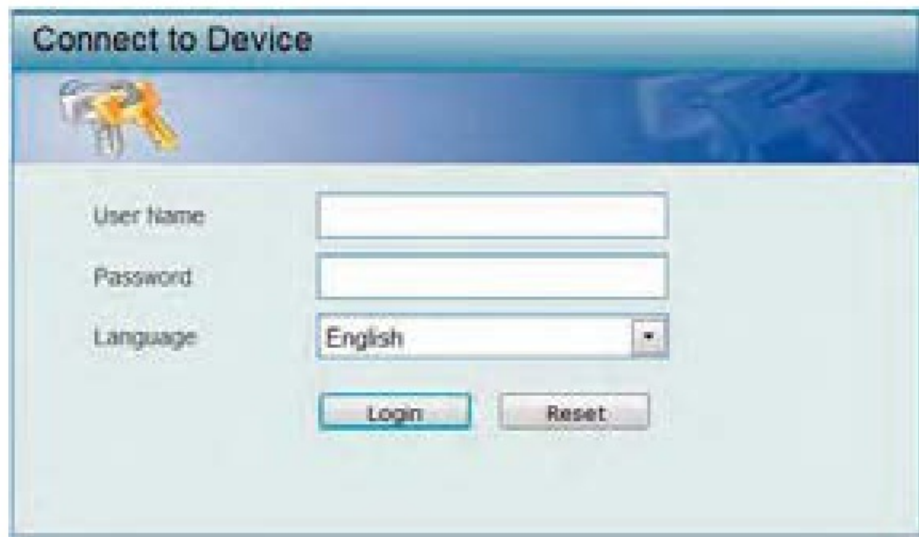 Connect to Device
User Name
Password
Language English
Login Reset